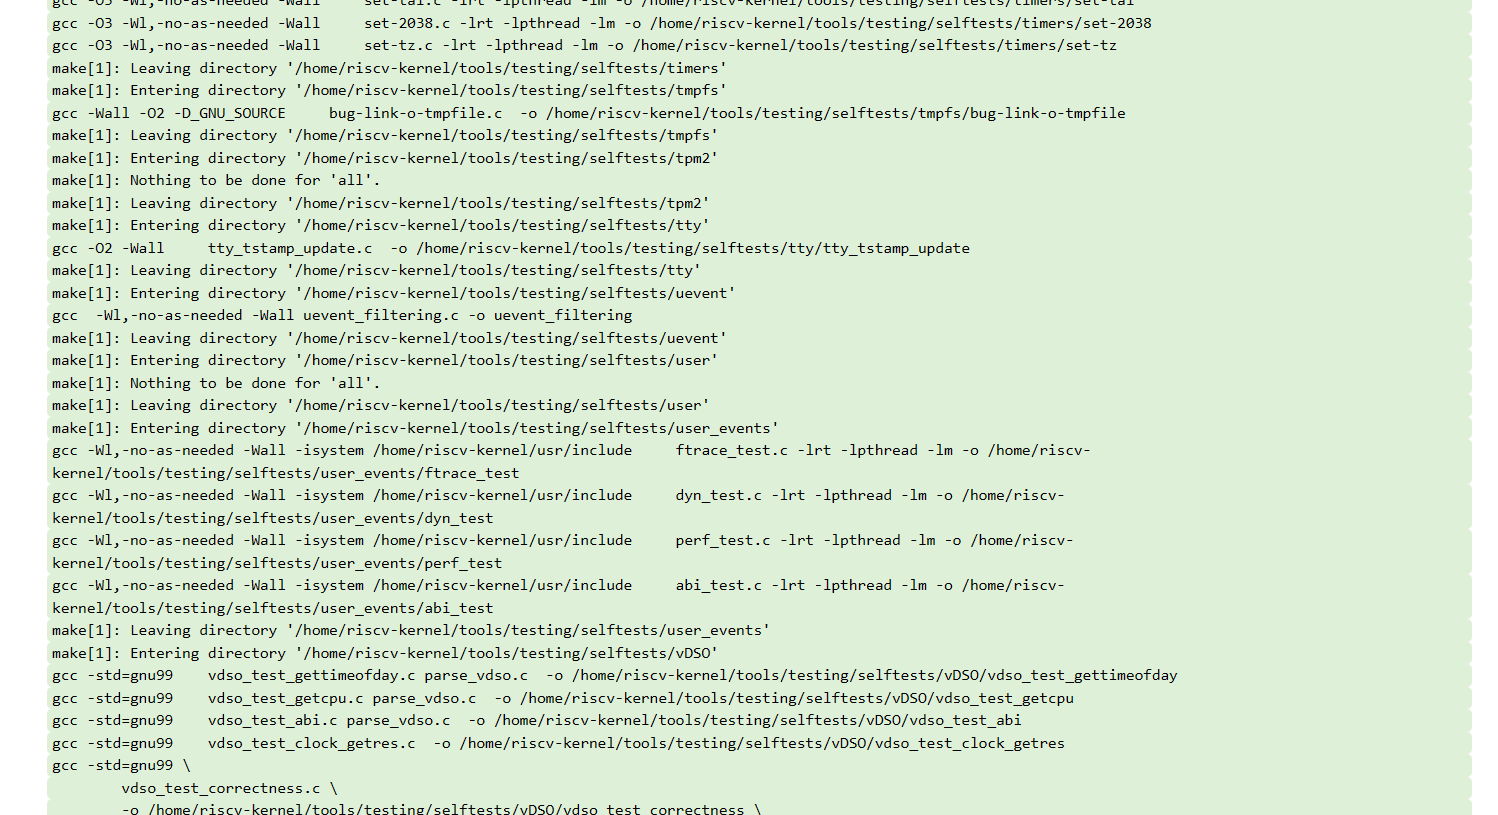 gcc -O3 -Wl,-no-as-needed -Wall     set-tai.c -lrt -lpthread -lm -o /home/riscv-kernel/tools/testing/selftests/timers/set-tai
gcc -O3 -Wl,-no-as-needed -Wall     set-2038.c -lrt -lpthread -lm -o /home/riscv-kernel/tools/testing/selftests/timers/set-2038
gcc -O3 -Wl,-no-as-needed -Wall     set-tz.c -lrt -lpthread -lm -o /home/riscv-kernel/tools/testing/selftests/timers/set-tz
make[1]: Leaving directory '/home/riscv-kernel/tools/testing/selftests/timers'
make[1]: Entering directory '/home/riscv-kernel/tools/testing/selftests/tmpfs'
gcc -Wall -O2 -D_GNU_SOURCE     bug-link-o-tmpfile.c  -o /home/riscv-kernel/tools/testing/selftests/tmpfs/bug-link-o-tmpfile
make[1]: Leaving directory '/home/riscv-kernel/tools/testing/selftests/tmpfs'
make[1]: Entering directory '/home/riscv-kernel/tools/testing/selftests/tpm2'
make[1]: Nothing to be done for 'all'.
make[1]: Leaving directory '/home/riscv-kernel/tools/testing/selftests/tpm2'
make[1]: Entering directory '/home/riscv-kernel/tools/testing/selftests/tty'
gcc -O2 -Wall     tty_tstamp_update.c  -o /home/riscv-kernel/tools/testing/selftests/tty/tty_tstamp_update
make[1]: Leaving directory '/home/riscv-kernel/tools/testing/selftests/tty'
make[1]: Entering directory '/home/riscv-kernel/tools/testing/selftests/uevent'
gcc  -Wl,-no-as-needed -Wall uevent_filtering.c -o uevent_filtering
make[1]: Leaving directory '/home/riscv-kernel/tools/testing/selftests/uevent'
make[1]: Entering directory '/home/riscv-kernel/tools/testing/selftests/user'
make[1]: Nothing to be done for 'all'.
make[1]: Leaving directory '/home/riscv-kernel/tools/testing/selftests/user'
make[1]: Entering directory '/home/riscv-kernel/tools/testing/selftests/user_events'
gcc -Wl,-no-as-needed -Wall -isystem /home/riscv-kernel/usr/include     ftrace_test.c -lrt -lpthread -lm -o /home/riscv-
kernel/tools/testing/selftests/user_events/ftrace_test
gcc -Wl,-no-as-needed -Wall -isystem /home/riscv-kernel/usr/include     dyn_test.c -lrt -lpthread -lm -o /home/riscv-
kernel/tools/testing/selftests/user_events/dyn_test
gcc -Wl,-no-as-needed -Wall -isystem /home/riscv-kernel/usr/include     perf_test.c -lrt -lpthread -lm -o /home/riscv-
kernel/tools/testing/selftests/user_events/perf_test
gcc -Wl,-no-as-needed -Wall -isystem /home/riscv-kernel/usr/include     abi_test.c -lrt -lpthread -lm -o /home/riscv-
kernel/tools/testing/selftests/user_events/abi_test
make[1]: Leaving directory '/home/riscv-kernel/tools/testing/selftests/user_events'
make[1]: Entering directory '/home/riscv-kernel/tools/testing/selftests/vDSO'
gcc -std=gnu99    vdso_test_gettimeofday.c parse_vdso.c  -o /home/riscv-kernel/tools/testing/selftests/vDSO/vdso_test_gettimeofday
gcc -std=gnu99    vdso_test_getcpu.c parse_vdso.c  -o /home/riscv-kernel/tools/testing/selftests/vDSO/vdso_test_getcpu
gcc -std=gnu99    vdso_test_abi.c parse_vdso.c  -o /home/riscv-kernel/tools/testing/selftests/vDSO/vdso_test_abi
gcc -std=gnu99    vdso_test_clock_getres.c  -o /home/riscv-kernel/tools/testing/selftests/vDSO/vdso_test_clock_getres
gcc -std=gnu99 \
        vdso_test_correctness.c \
        -o /home/riscv-kernel/tools/testing/selftests/vDSO/vdso_test_correctness \